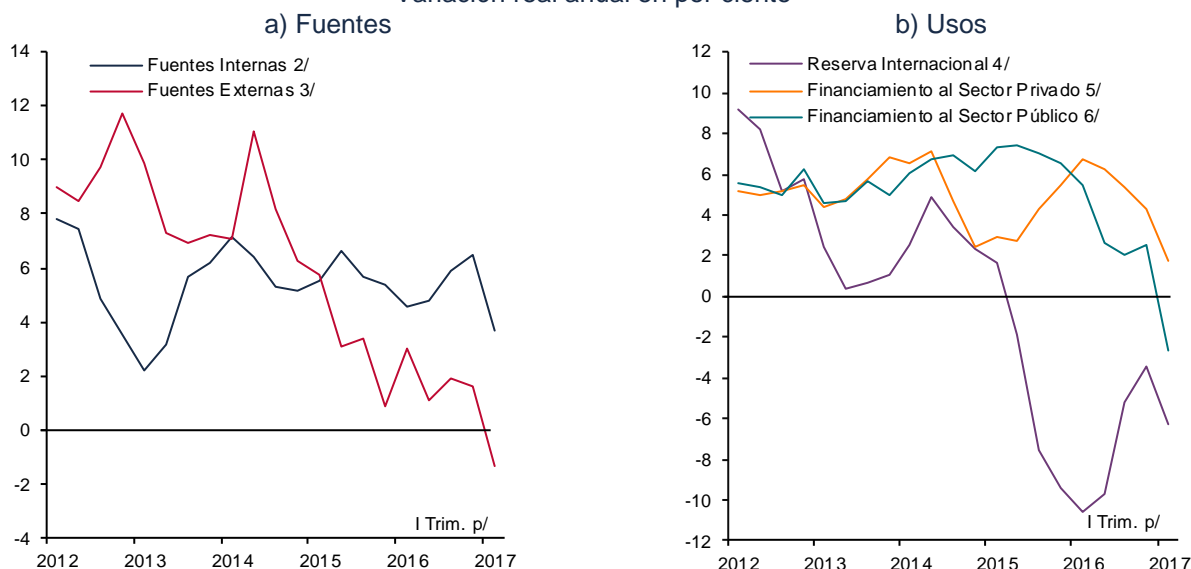 Variación real anual en por ciento
a) Fuentes
14
12
10
8
6
4
2
0
-2
-4
Fuentes Internas 2/
Fuentes Externas 3/
I Trim. p/
2012 2013 2014 2015 2016 2017
b) Usos
12
10
8
6
4
2
0
-2
-4
-6
-8
-10
-12
Reserva Internacional 4/
Financiamiento al Sector Privado 5/
Financiamiento al Sector Público 6/
I Trim. p/
2012 2013 2014 2015 2016 2017